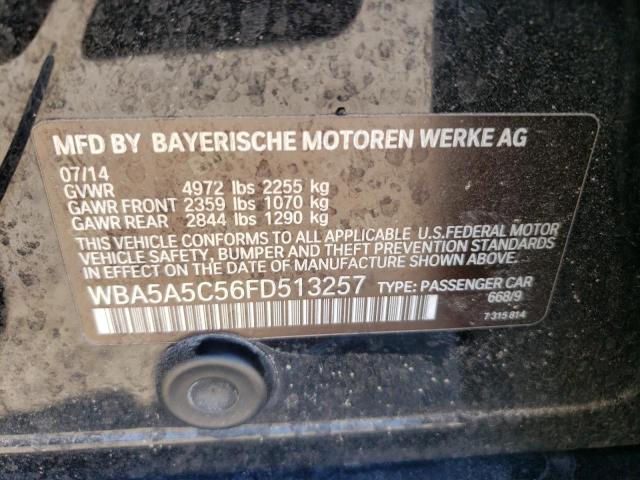 MFD BY BAYERISCHE MOTOREN WERKE AG
07/14
GVWR 4972 lbs 2255 kg
GAWR FRONT 2359 lbs 1070 kg
GAWR REAR 2844 lbs 1290 kg
THIS VEHICLE CONFORMS TO ALL APPLICABLE U.S.FEDERAL MOTOR
VEHICLE SAFETY, BUMPER AND THEFT PREVENTION STANDARDS
IN EFFECT ON THE DATE OF MANUFACTURE SHOWN ABOVE.
WBA5A5C56FD513257 TYPE: PASSENGER CAR
668/9
7 315 814